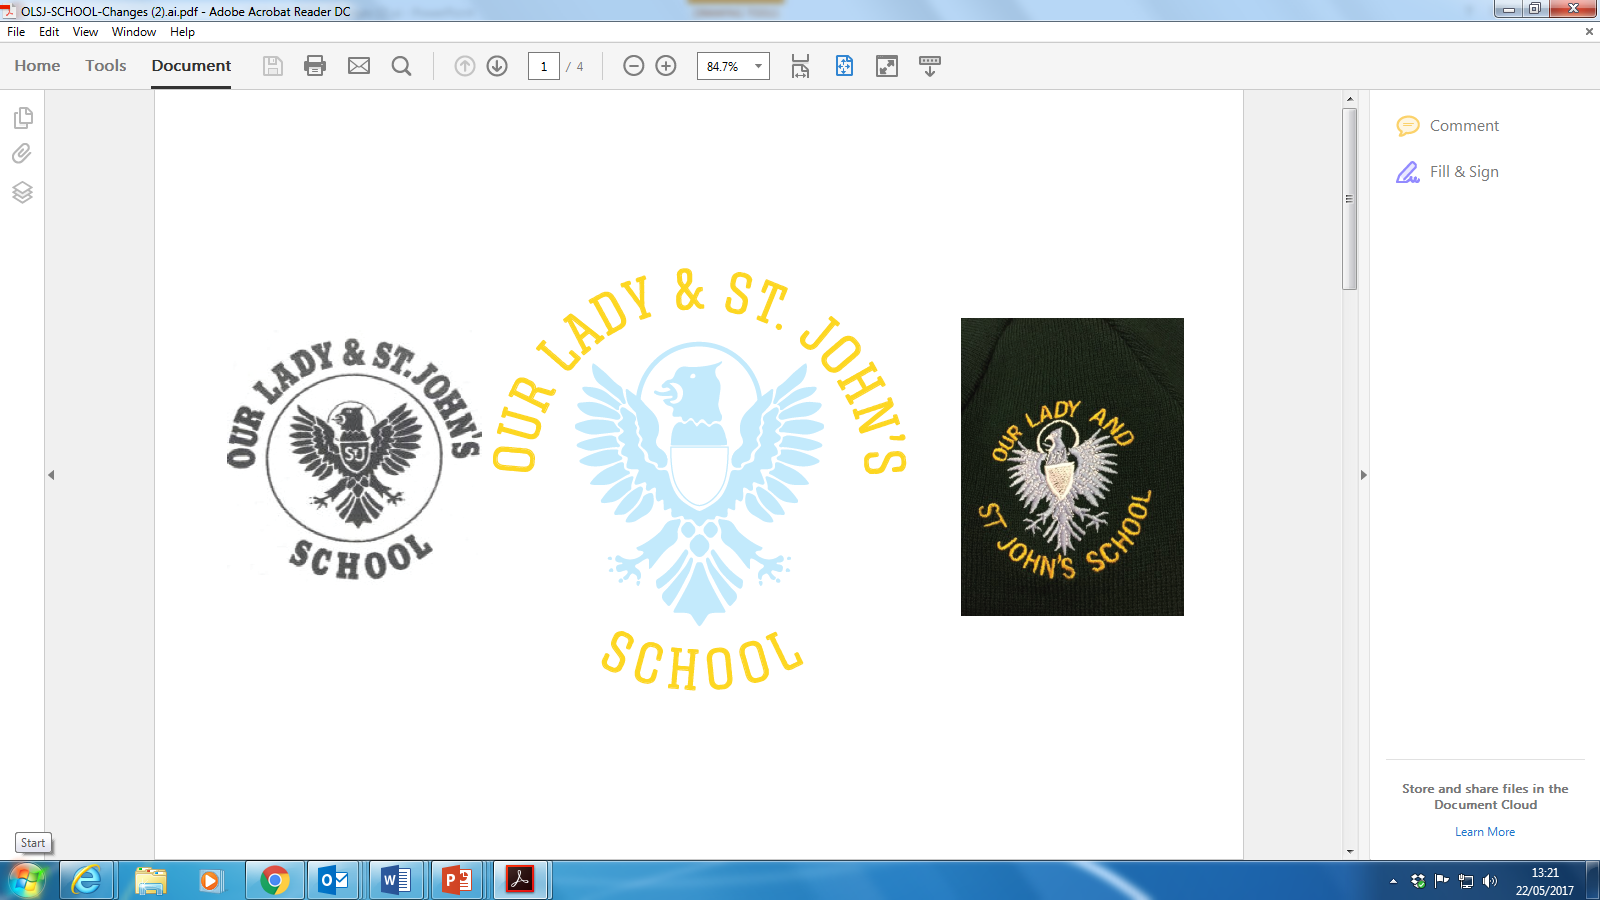 OLSJ-SCHOOL-Changes (2).ai.pdf - Adobe Acrobat Reader DC
File Edit View Window Help
Home Tools Document 1 / 4 84.7%
Comment
Fill & Sign
OUR LADY & ST. JOHN'S
SCHOOL
OUR LADY & ST. JOHN'S
SJ
SCHOOL
OUR LADY AND
ST JOHN'S SCHOOL
Store and share files in the
Document Cloud
Learn More
Start
13:21
22/05/2017